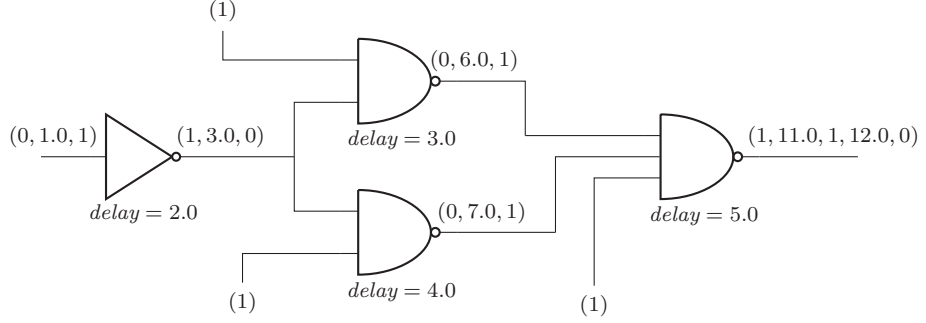 (1)
(0, 6.0, 1)
delay = 3.0
(0, 1.0, 1)
(1, 3.0, 0)
delay = 2.0
(1, 11.0, 1, 12.0, 0)
delay = 5.0
(0, 7.0, 1)
delay = 4.0
(1)
(1)